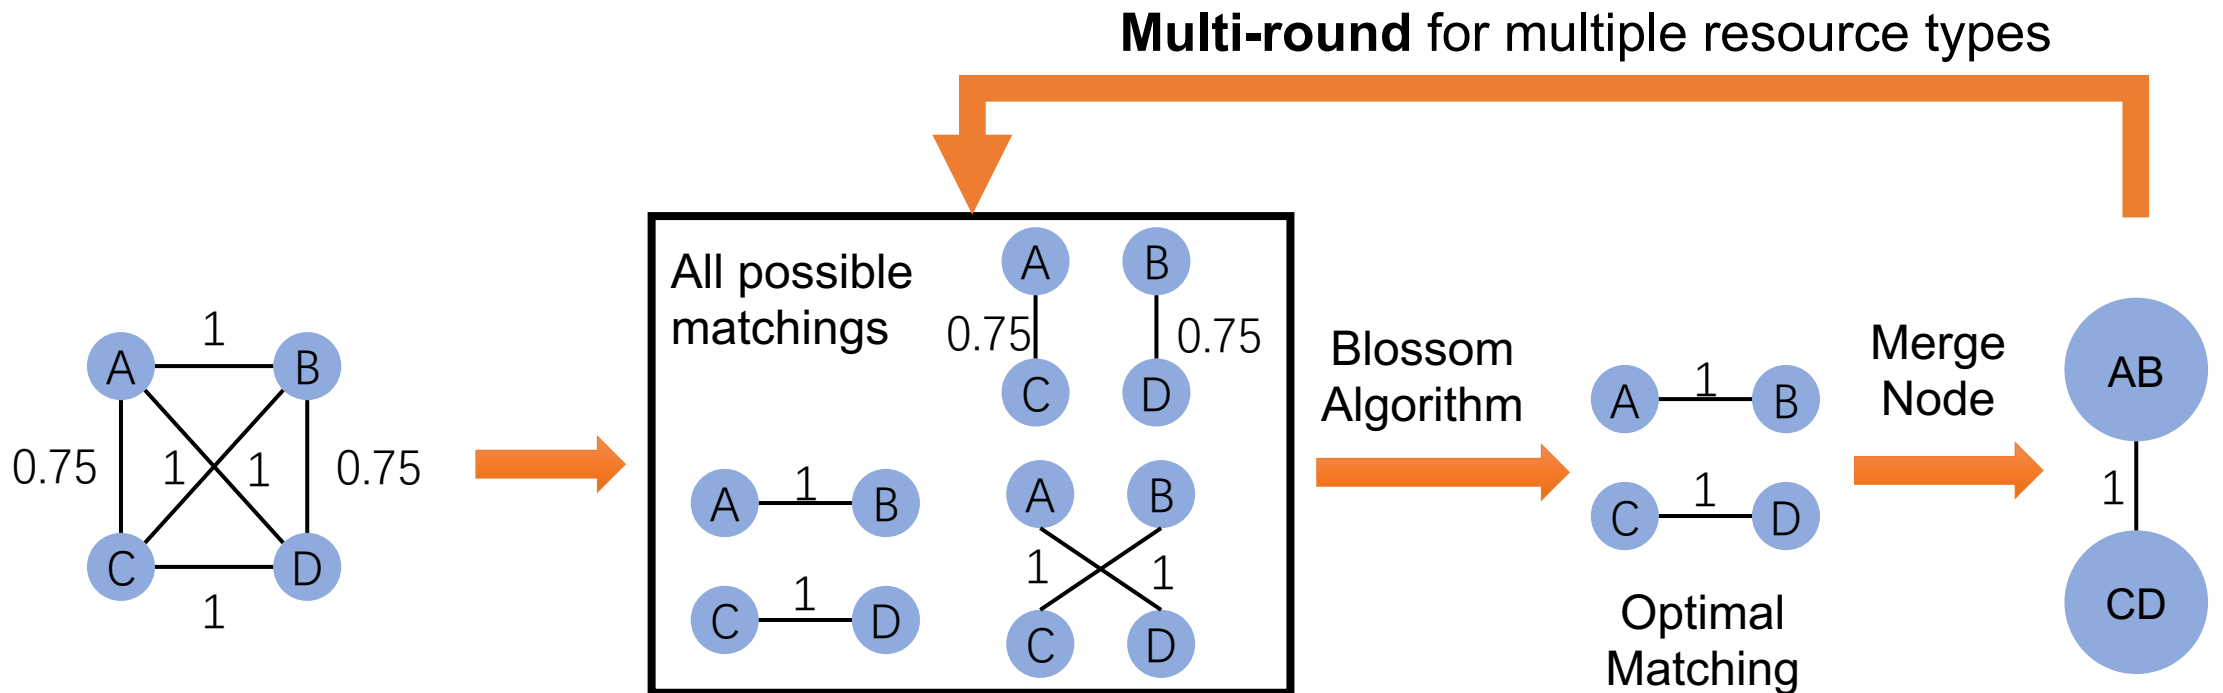 Multi-round for multiple resource types
1
A
B
0.75
1
1
0.75
C
D
1
All possible
matchings
A
B
0.75
0.75
C
D
A
1
B
C
1
D
A
B
1
1
C
D
Blossom
Algorithm
A
1
B
C
1
D
Optimal
Matching
Merge
Node
AB
1
CD